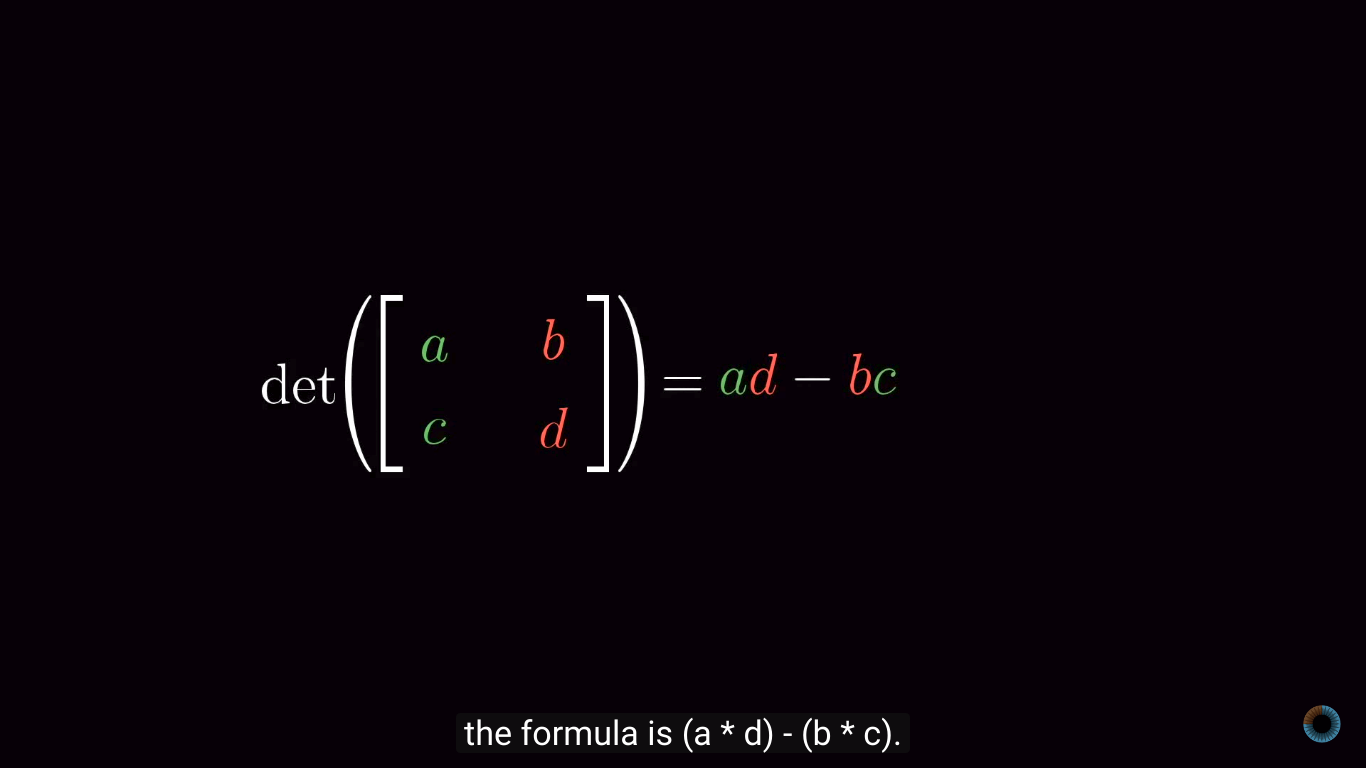 det([ a b
c d ]) = ad − bc
the formula is (a * d) - (b * c).